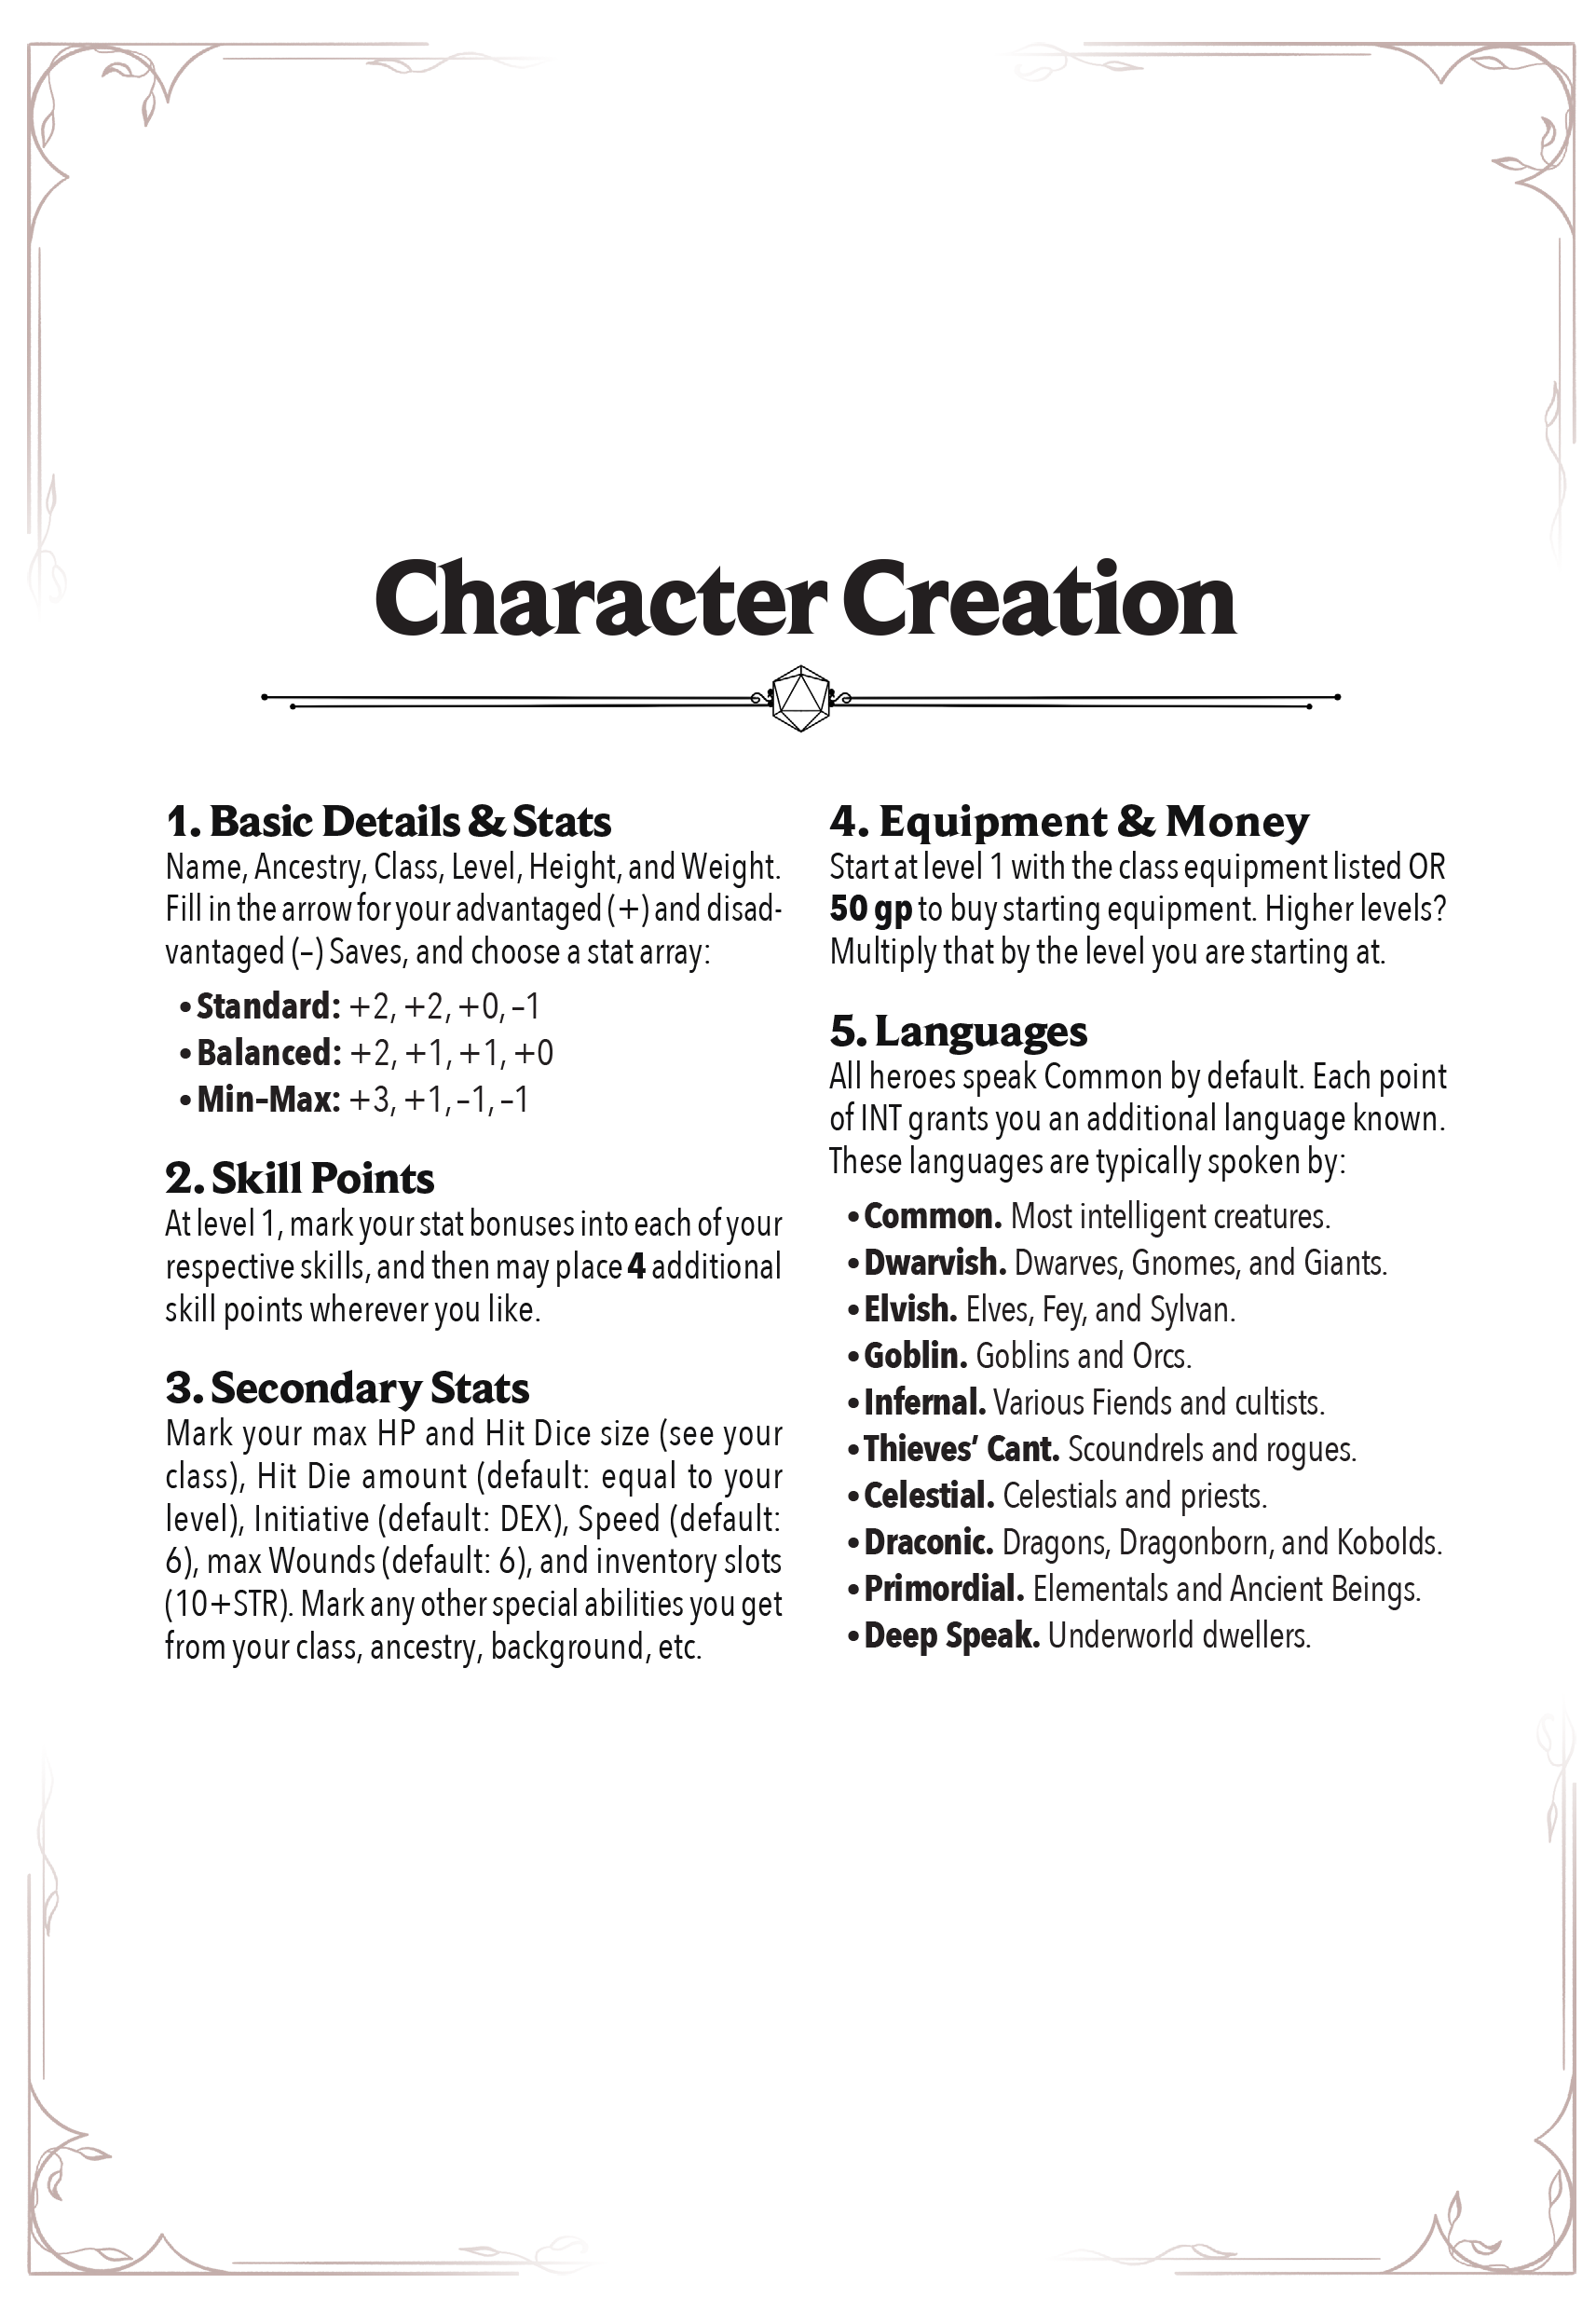 Character Creation
1. Basic Details & Stats
Name, Ancestry, Class, Level, Height, and Weight.
Fill in the arrow for your advantaged (+) and disad-
vantaged (–) Saves, and choose a stat array:
• Standard: +2, +2, +0, –1
• Balanced: +2, +1, +1, +0
• Min-Max: +3, +1, –1, –1
2. Skill Points
At level 1, mark your stat bonuses into each of your
respective skills, and then may place 4 additional
skill points wherever you like.
3. Secondary Stats
Mark your max HP and Hit Dice size (see your
class), Hit Die amount (default: equal to your
level), Initiative (default: DEX), Speed (default:
6), max Wounds (default: 6), and inventory slots
(10+STR). Mark any other special abilities you get
from your class, ancestry, background, etc.
4. Equipment & Money
Start at level 1 with the class equipment listed OR
50 gp to buy starting equipment. Higher levels?
Multiply that by the level you are starting at.
5. Languages
All heroes speak Common by default. Each point
of INT grants you an additional language known.
These languages are typically spoken by:
• Common. Most intelligent creatures.
• Dwarvish. Dwarves, Gnomes, and Giants.
• Elvish. Elves, Fey, and Sylvan.
• Goblin. Goblins and Orcs.
• Infernal. Various Fiends and cultists.
• Thieves’ Cant. Scoundrels and rogues.
• Celestial. Celestials and priests.
• Draconic. Dragons, Dragonborn, and Kobolds.
• Primordial. Elementals and Ancient Beings.
• Deep Speak. Underworld dwellers.